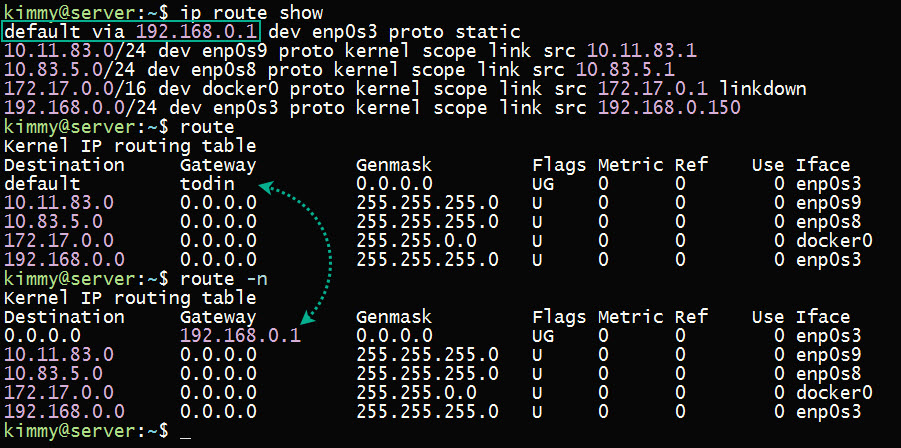 kimmy@server:~$ ip route show
default via 192.168.0.1 dev enp0s3 proto static
10.11.83.0/24 dev enp0s9 proto kernel scope link src 10.11.83.1
10.83.5.0/24 dev enp0s8 proto kernel scope link src 10.83.5.1
172.17.0.0/16 dev docker0 proto kernel scope link src 172.17.0.1 linkdown
192.168.0.0/24 dev enp0s3 proto kernel scope link src 192.168.0.150
kimmy@server:~$ route
Kernel IP routing table
Destination Gateway Genmask Flags Metric Ref Use Iface
default todin 0.0.0.0 UG 0 0 0 enp0s3
10.11.83.0 0.0.0.0 255.255.255.0 U 0 0 0 enp0s9
10.83.5.0 0.0.0.0 255.255.255.0 U 0 0 0 enp0s8
172.17.0.0 0.0.0.0 255.255.0.0 U 0 0 0 docker0
192.168.0.0 0.0.0.0 255.255.255.0 U 0 0 0 enp0s3
kimmy@server:~$ route -n
Kernel IP routing table
Destination Gateway Genmask Flags Metric Ref Use Iface
0.0.0.0 192.168.0.1 0.0.0.0 UG 0 0 0 enp0s3
10.11.83.0 0.0.0.0 255.255.255.0 U 0 0 0 enp0s9
10.83.5.0 0.0.0.0 255.255.255.0 U 0 0 0 enp0s8
172.17.0.0 0.0.0.0 255.255.0.0 U 0 0 0 docker0
192.168.0.0 0.0.0.0 255.255.255.0 U 0 0 0 enp0s3
kimmy@server:~$ _